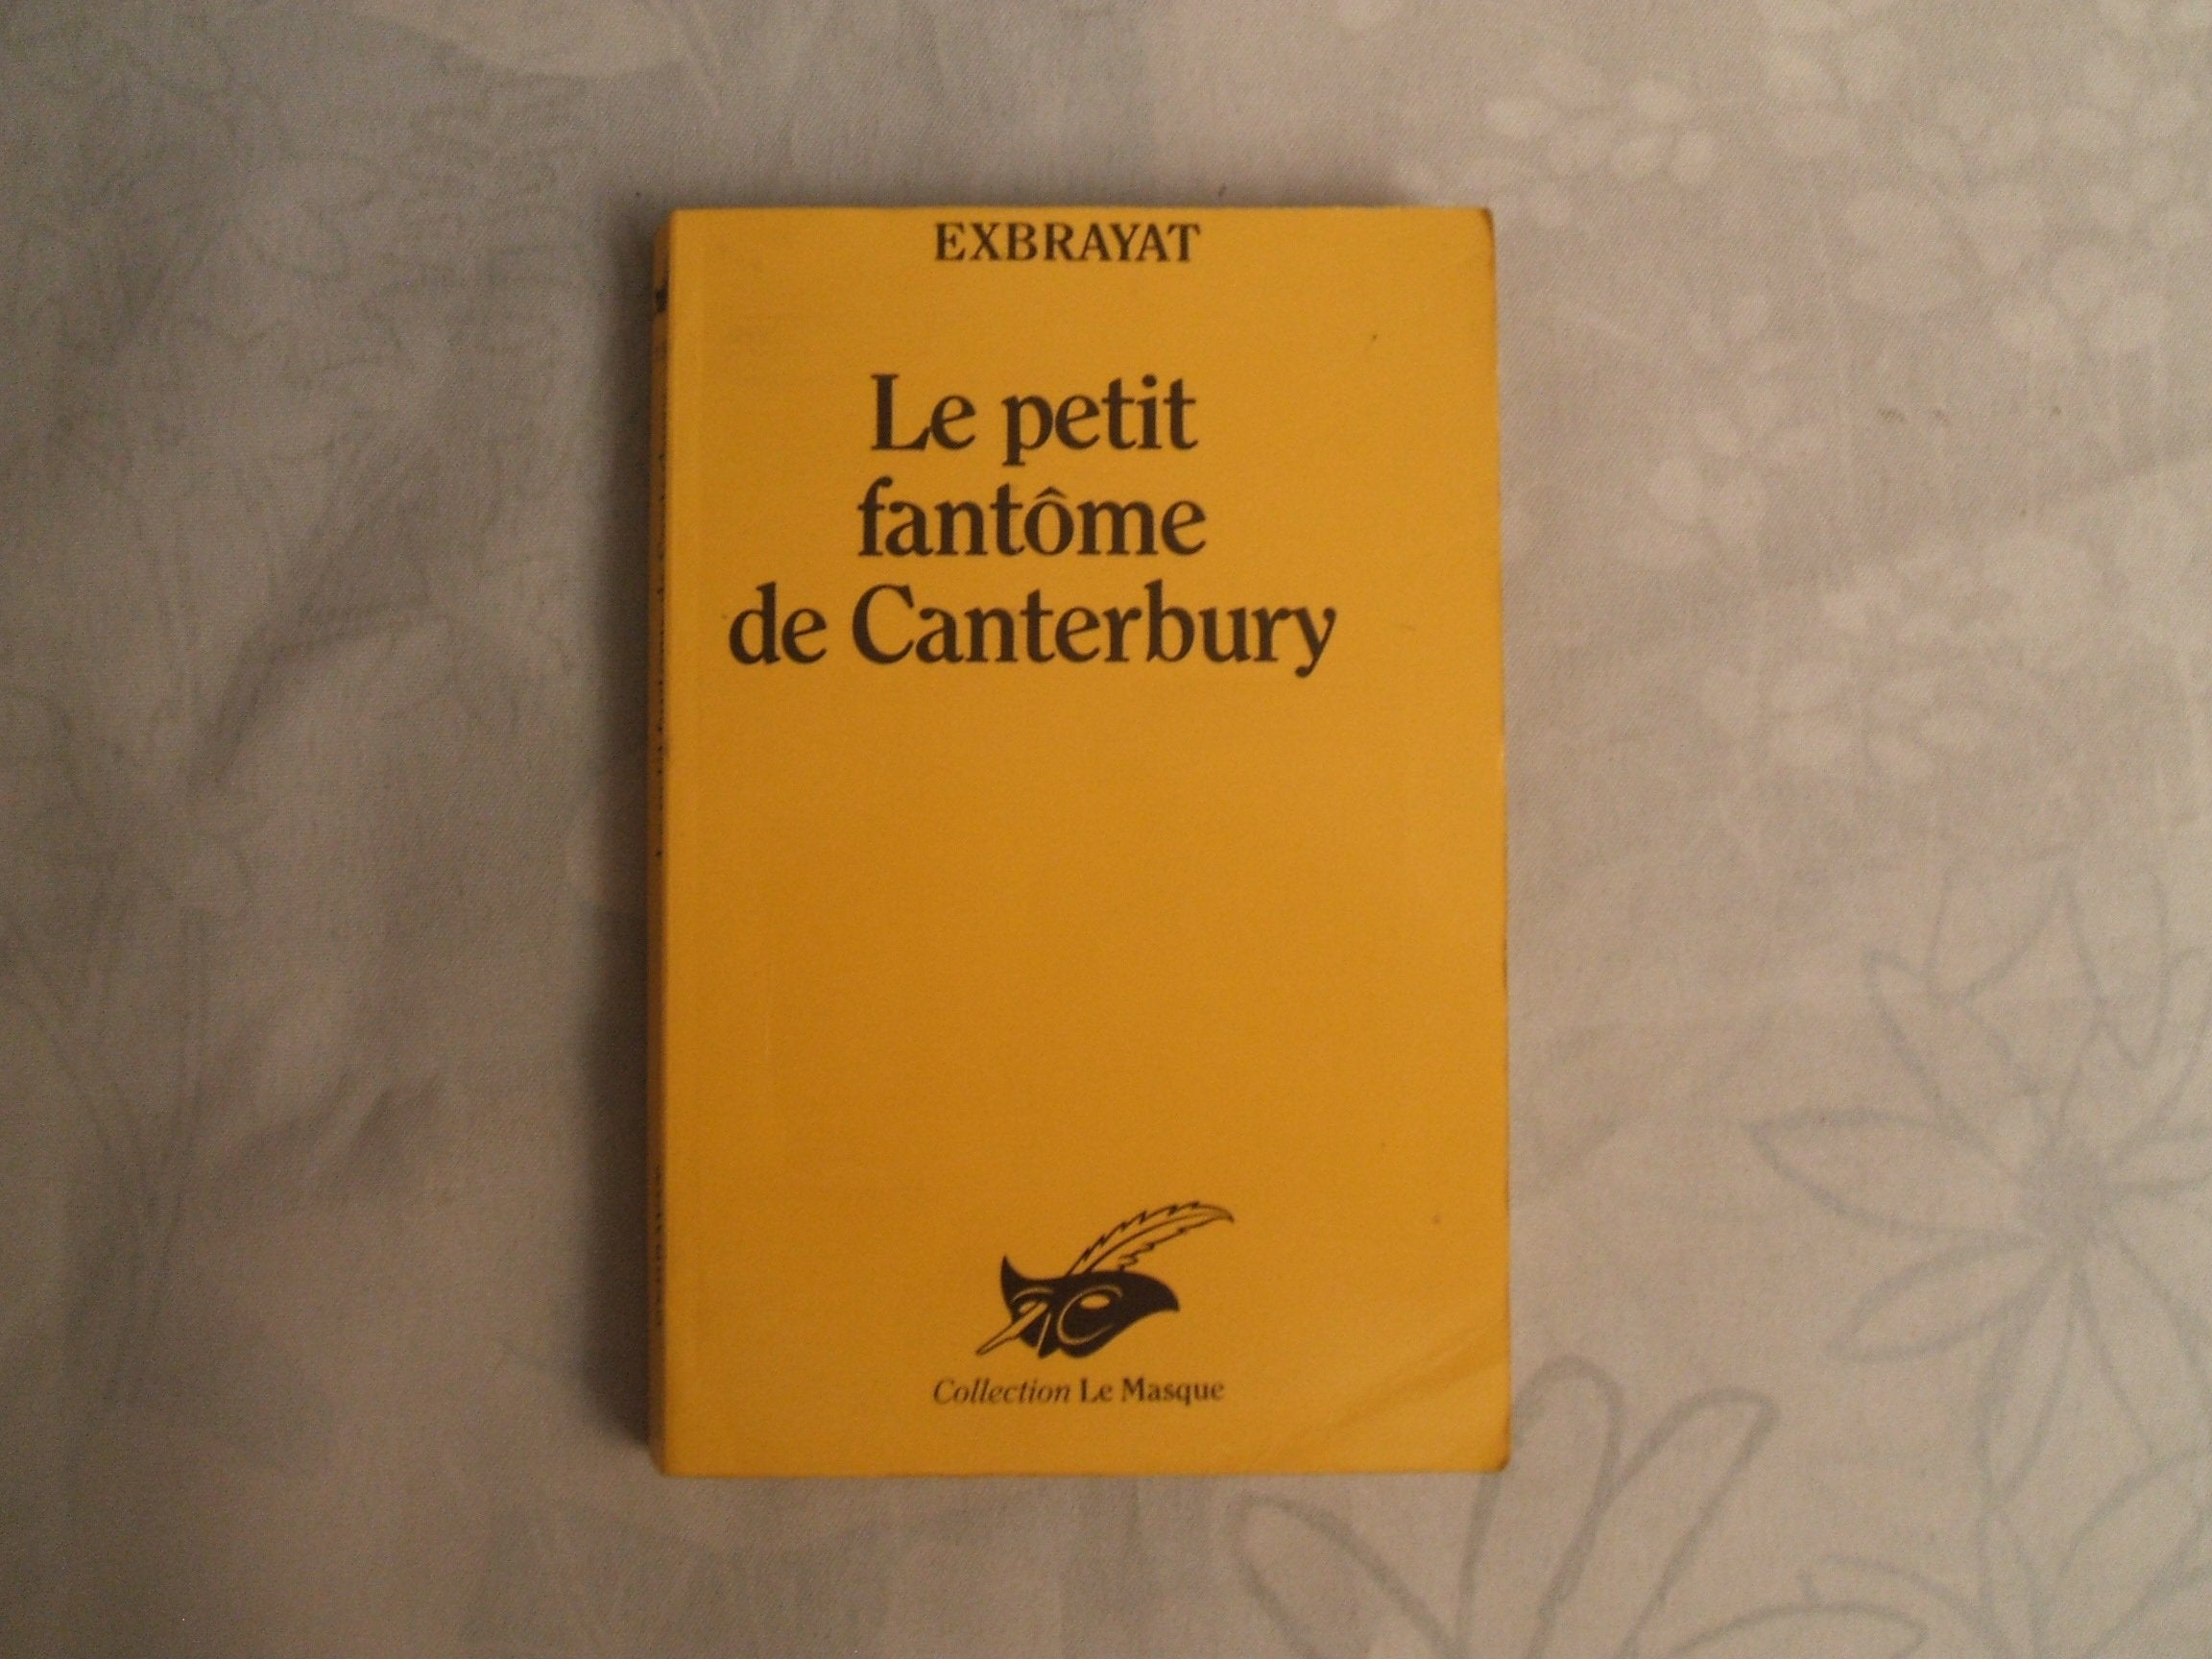 EXBRAYAT
Le petit
fantôme
de Canterbury
Collection Le Masque